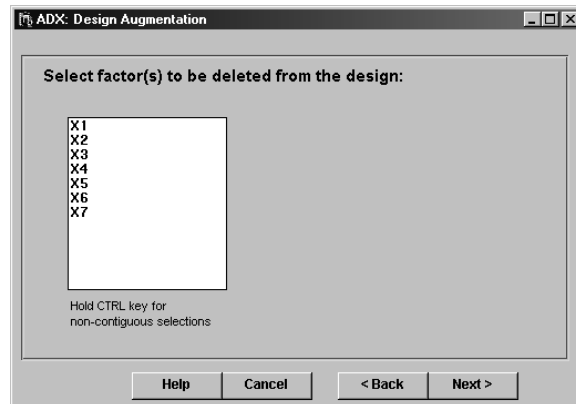 ADX: Design Augmentation
Select factor(s) to be deleted from the design:
X1
X2
X3
X4
X5
X6
X7
Hold CTRL key for
non-contiguous selections
Help Cancel < Back Next >